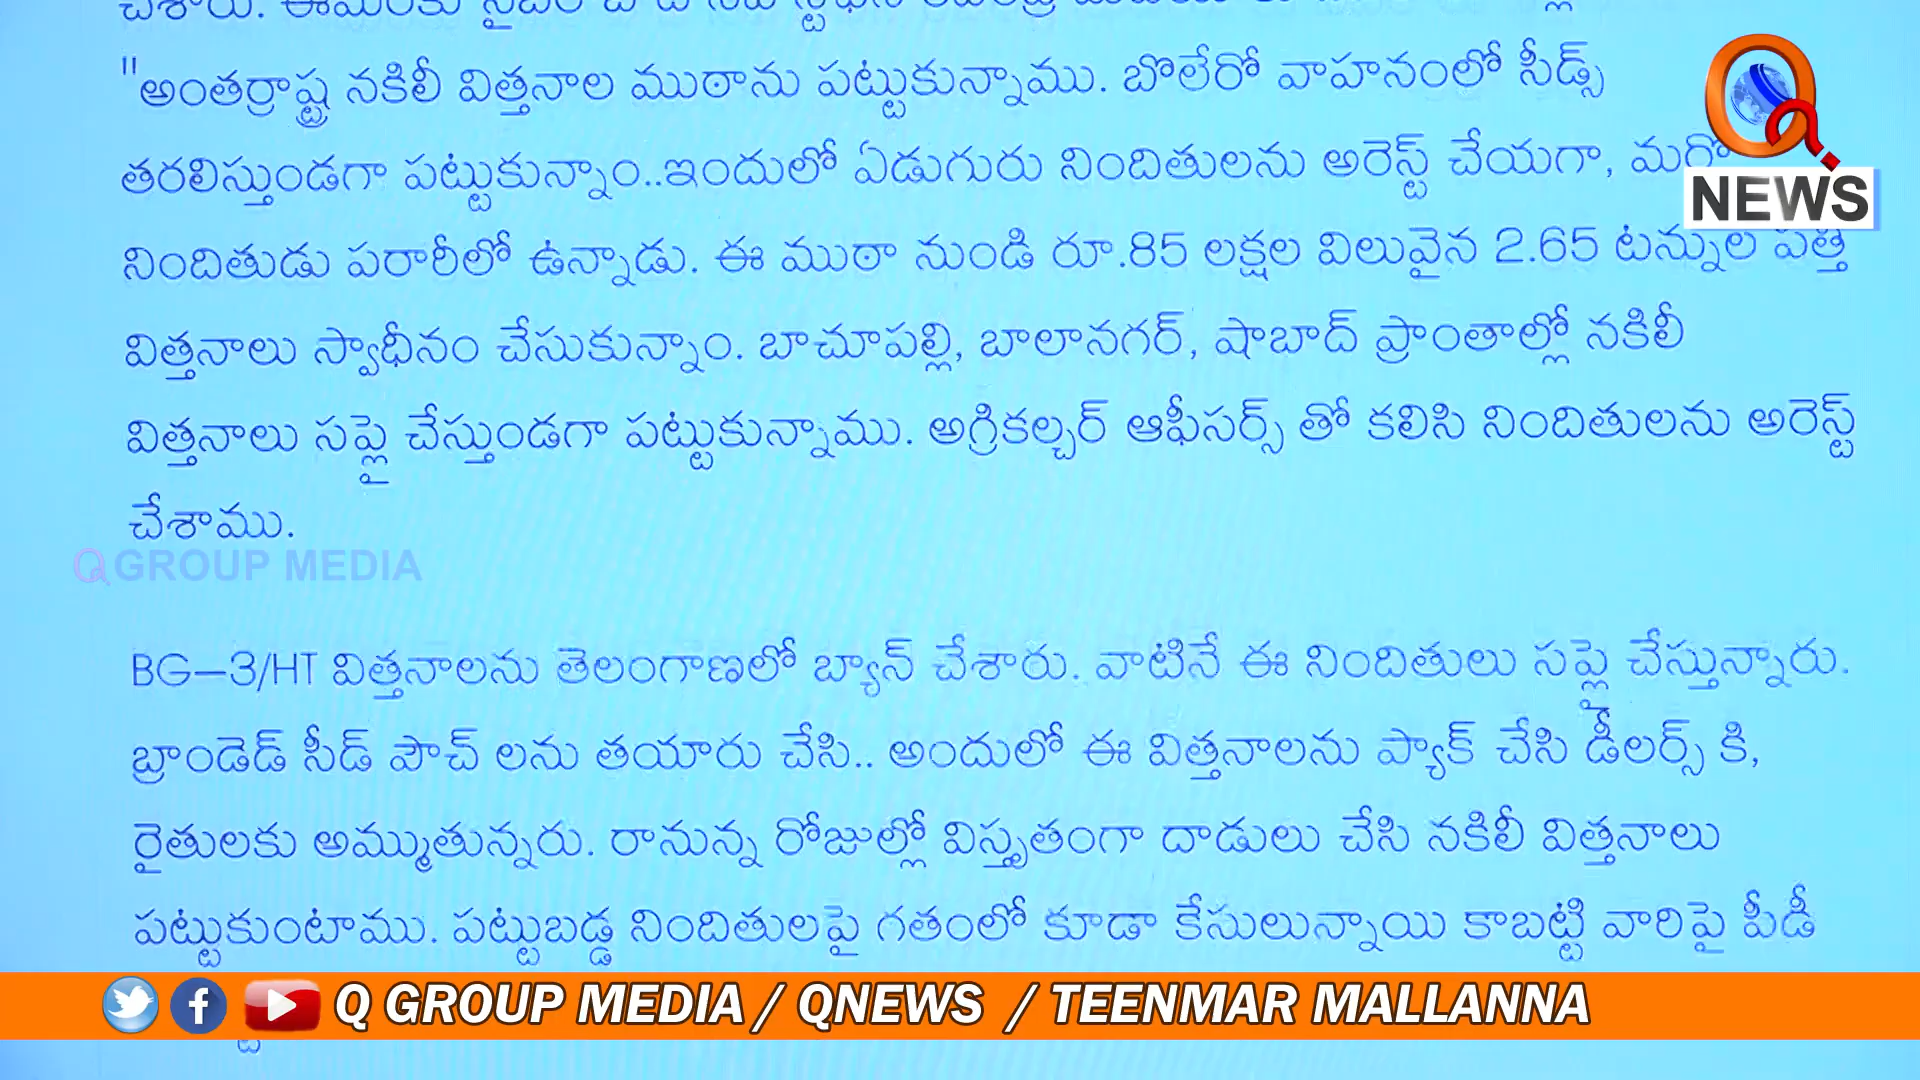 "అంతర్రాష్ట్ర నకిలీ విత్తనాల ముఠాను పట్టుకున్నాము. బొలేరో వాహనంలో సీడ్స్
తరలిస్తుండగా పట్టుకున్నాం..ఇందులో ఏడుగురు నిందితులను అరెస్ట్ చేయగా,
నిందితుడు పరారీలో ఉన్నాడు. ఈ ముఠా నుండి రూ.85 లక్షల విలువైన 2.65 టన్నుల పత్తి
విత్తనాలు స్వాధీనం చేసుకున్నాం. బాచూపల్లి, బాలానగర్, షాబాద్ ప్రాంతాల్లో నకిలీ
విత్తనాలు సప్లై చేస్తుండగా పట్టుకున్నాము. అగ్రికల్చర్ ఆఫీసర్స్ తో కలిసి నిందితులను అరెస్ట్
చేశాము.
BG-3/HT విత్తనాలను తెలంగాణలో బ్యాన్ చేశారు. వాటినే ఈ నిందితులు సప్లై చేస్తున్నారు.
బ్రాండెడ్ సీడ్ పౌచ్ లను తయారు చేసి.. అందులో ఈ విత్తనాలను ప్యాక్ చేసి డీలర్స్ కి,
రైతులకు అమ్ముతున్నరు. రానున్న రోజుల్లో విస్తృతంగా దాడులు చేసి నకిలీ విత్తనాలు
పట్టుకుంటాము. పట్టుబడ్డ నిందితులపై గతంలో కూడా కేసులున్నాయి కాబట్టి వారిపై పీడీ
Q NEWS
Q GROUP MEDIA
Q GROUP MEDIA / QNEWS / TEENMAR MALLANNA